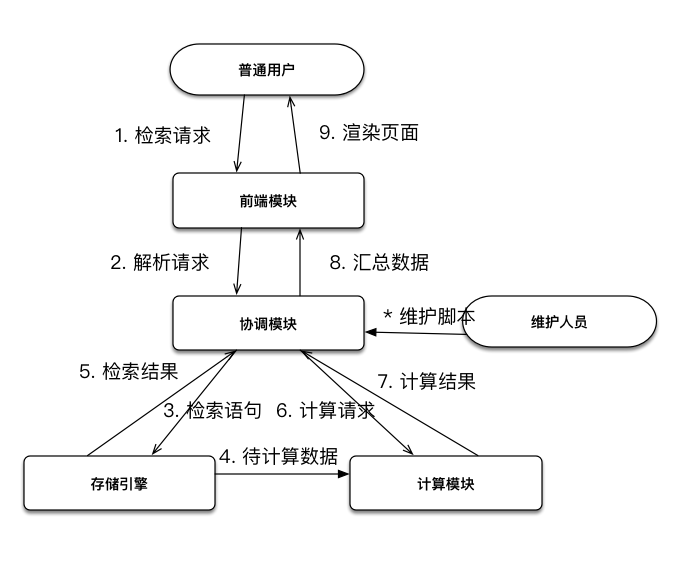 普通用户
1. 检索请求
9. 渲染页面
前端模块
2. 解析请求
8. 汇总数据
* 维护脚本
协调模块
维护人员
5. 检索结果
7. 计算结果
3. 检索语句
6. 计算请求
4. 待计算数据
存储引擎
计算模块